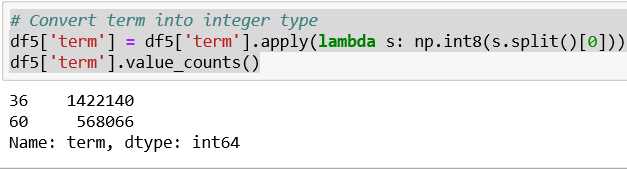 # Convert term into integer type
df5['term'] = df5['term'].apply(lambda s: np.int8(s.split()[0]))
df5['term'].value_counts()
36    1422140
60     568066
Name: term, dtype: int64